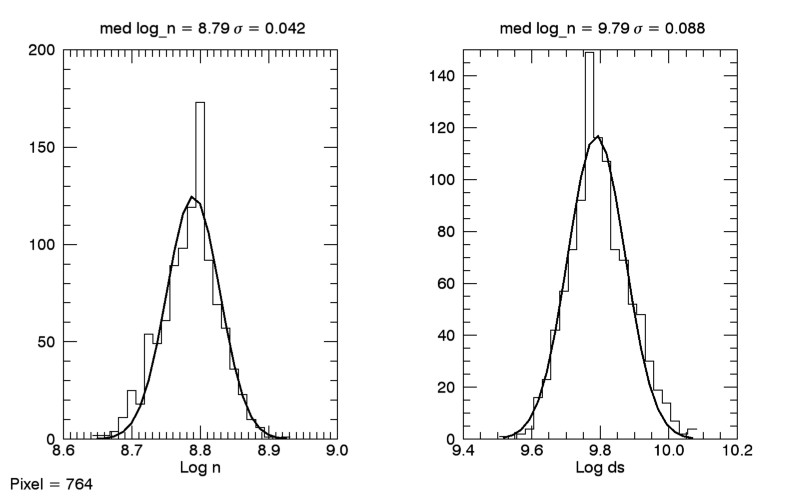 med log_n = 8.79 σ = 0.042
med log_n = 9.79 σ = 0.088
200
150
100
50
0
8.6 8.7 8.8 8.9 9.0
Log n
140
120
100
80
60
40
20
0
9.4 9.6 9.8 10.0 10.2
Log ds
Pixel = 764